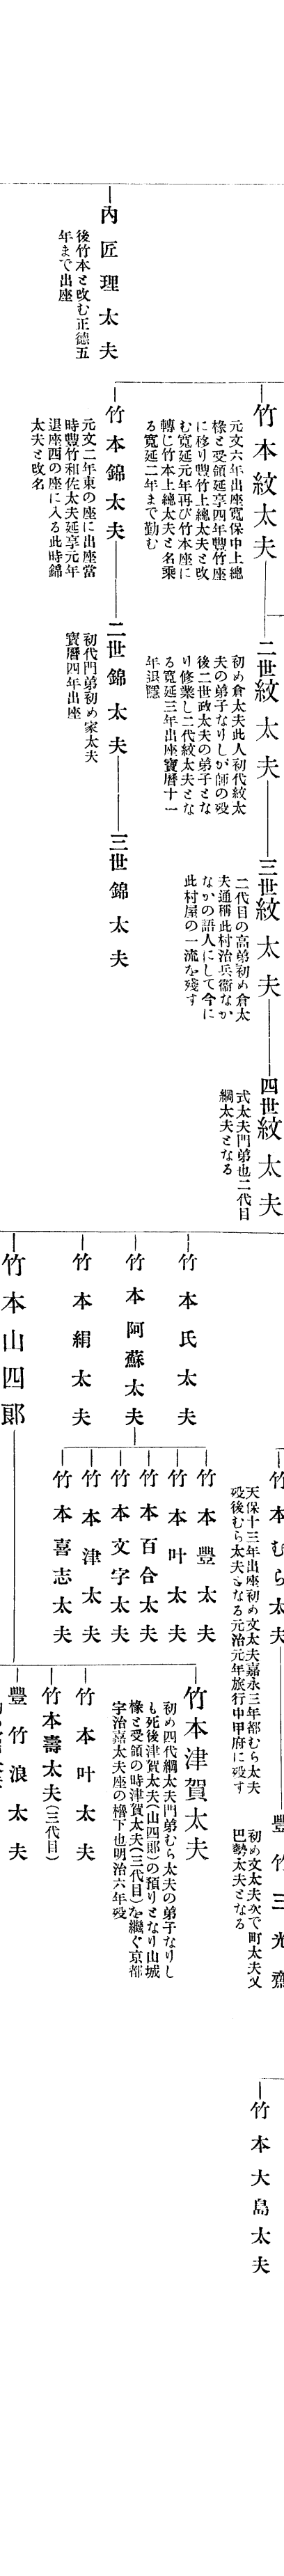 內匠理太夫
後竹本と改む正德五
年まで出座
竹本紋太夫
元文六年出座寬保中上總
椽と受領延享四年豐竹座
に移り豐竹上總太夫と改
む寬延元年再び竹本座に
轉じ竹本上總太夫と名乘
る寬延二年まで勤む
二世紋太夫
初め倉太夫此人初代紋太
夫の弟子なりしが師の歿
後二世政太夫の弟子とな
り修業し二代紋太夫とな
る寬延三年出座寶曆十一
年退隱
三世紋太夫
二代目の高弟初め倉太
夫通稱此村治兵衞なか
なかの語人にして今に
此村屋の一流を殘す
四世紋太夫
式太夫門弟也二代目
綱太夫となる
竹本錦太夫
元文二年東の座に出座當
時豐竹和佐太夫延享元年
退座西の座に入る此時錦
太夫と改名
二世錦太夫
初代門弟初め家太夫
寶曆四年出座
三世錦太夫
竹本氏太夫
竹本阿蘇太夫
竹本絹太夫
竹本山四郞
竹本むら太夫
天保十三年出座初め文太夫嘉永三年都むら太夫
歿後むら太夫となる元治元年旅行中甲府に歿す
豐竹三光齋
初め文太夫次で町太夫又
巴勢太夫となる
竹本豐太夫
竹本叶太夫
竹本百合太夫
竹本文字太夫
竹本津太夫
竹本喜志太夫
竹本津賀太夫
初め四代綱太夫門弟むら太夫の弟子なりし
も死後津賀太夫(山四郞)の預りとなり山城
椽と受領の時津賀太夫(三代目)を繼ぐ京都
宇治嘉太夫座の櫓下也明治六年歿
竹本叶太夫
竹本壽太夫(三代目)
豐竹浪太夫
竹本大島太夫